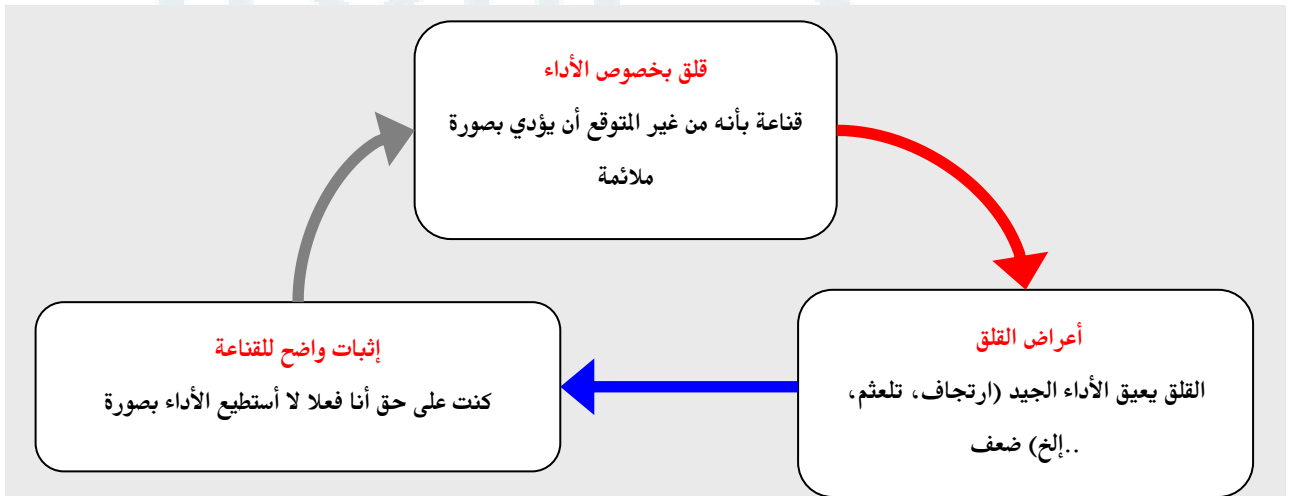 قلق بخصوص الأداء
قناعة بأنه من غير المتوقع أن يؤدي بصورة
ملائمة
أعراض القلق
القلق يعيق الأداء الجيد (ارتجاف، تلعثم،
..إلخ) ضعف
إثبات واضح للقناعة
كنت على حق أنا فعلا لا أستطيع الأداء بصورة